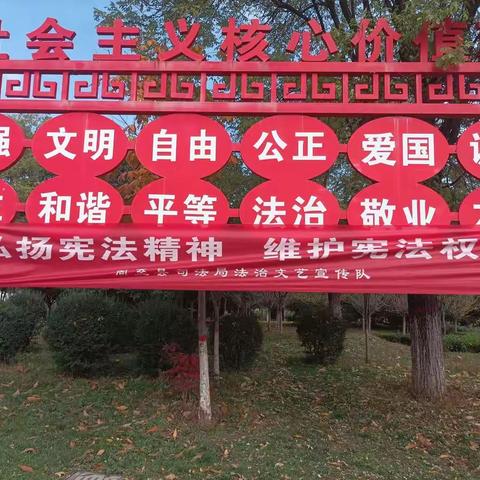 社会主义核心价值
强 文明 自由 公正 爱国
和谐 平等 法治 敬业
弘扬宪法精神 维护宪法权
司法局法治文艺宣传队